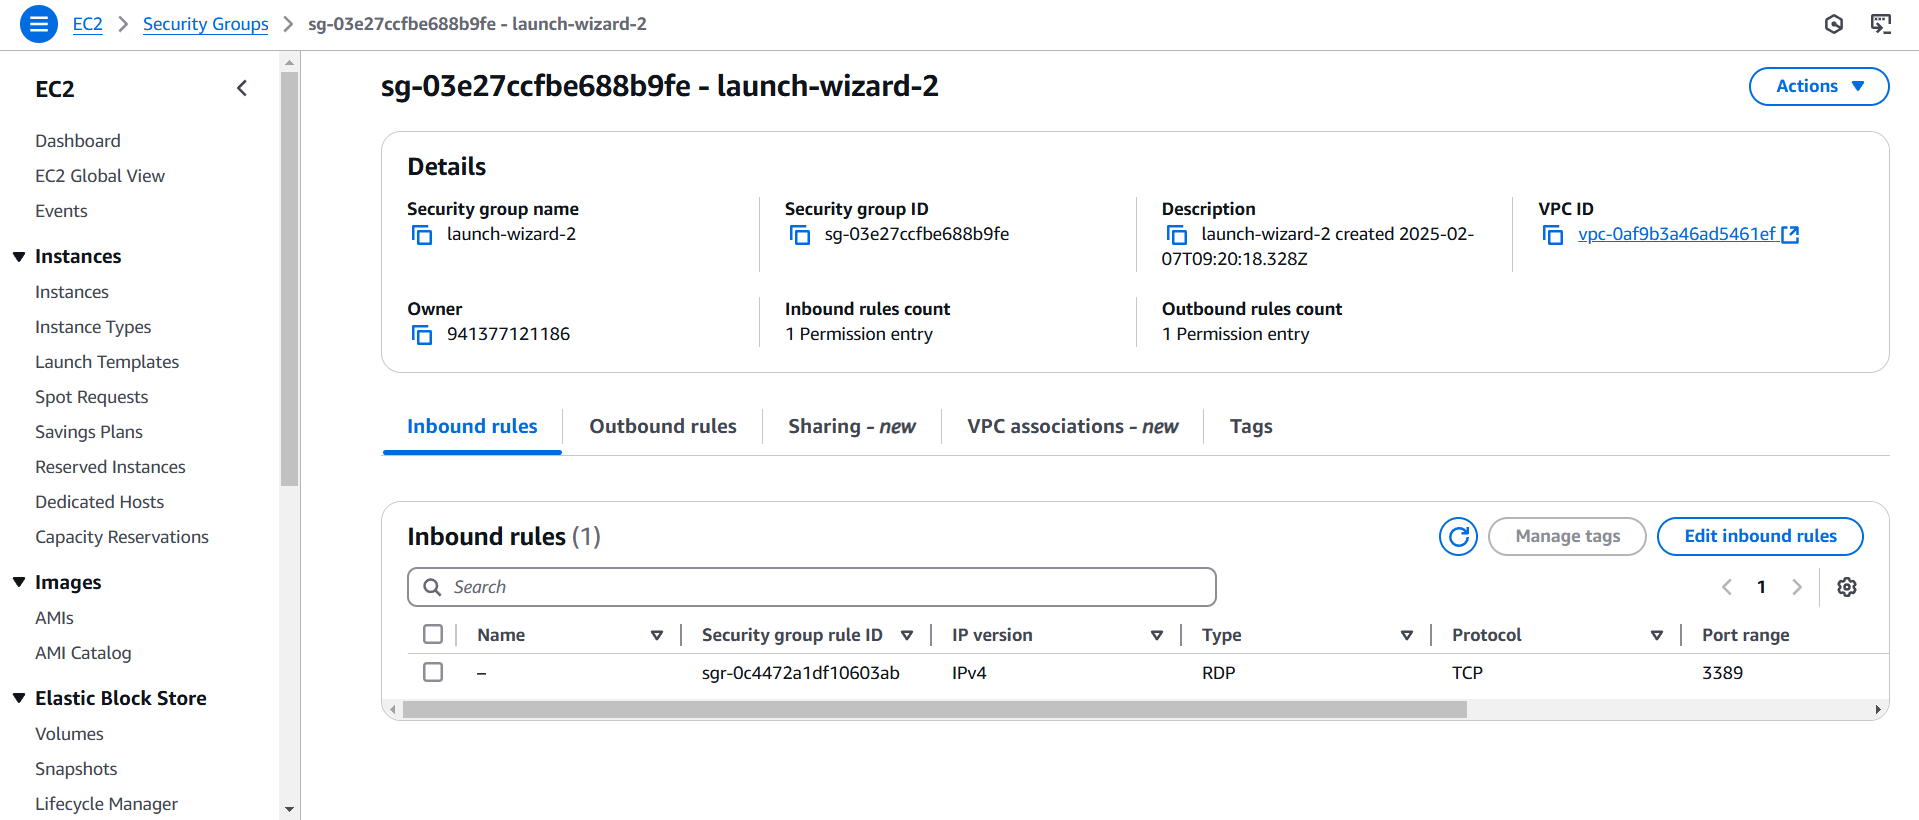 EC2 > Security Groups > sg-03e27ccfbe688b9fe - launch-wizard-2
EC2
Dashboard
EC2 Global View
Events
Instances
Instances
Instance Types
Launch Templates
Spot Requests
Savings Plans
Reserved Instances
Dedicated Hosts
Capacity Reservations
Images
AMIs
AMI Catalog
Elastic Block Store
Volumes
Snapshots
Lifecycle Manager
sg-03e27ccfbe688b9fe - launch-wizard-2
Actions
Details
Security group name
launch-wizard-2
Security group ID
sg-03e27ccfbe688b9fe
Description
launch-wizard-2 created 2025-02-
07T09:20:18.328Z
VPC ID
vpc-0af9b3a46ad5461ef
Owner
941377121186
Inbound rules count
1 Permission entry
Outbound rules count
1 Permission entry
Inbound rules
Outbound rules
Sharing - new
VPC associations - new
Tags
Inbound rules (1)
Manage tags
Edit inbound rules
Search
1
Name Security group rule ID IP version Type Protocol Port range
– sgr-0c4472a1df10603ab IPv4 RDP TCP 3389